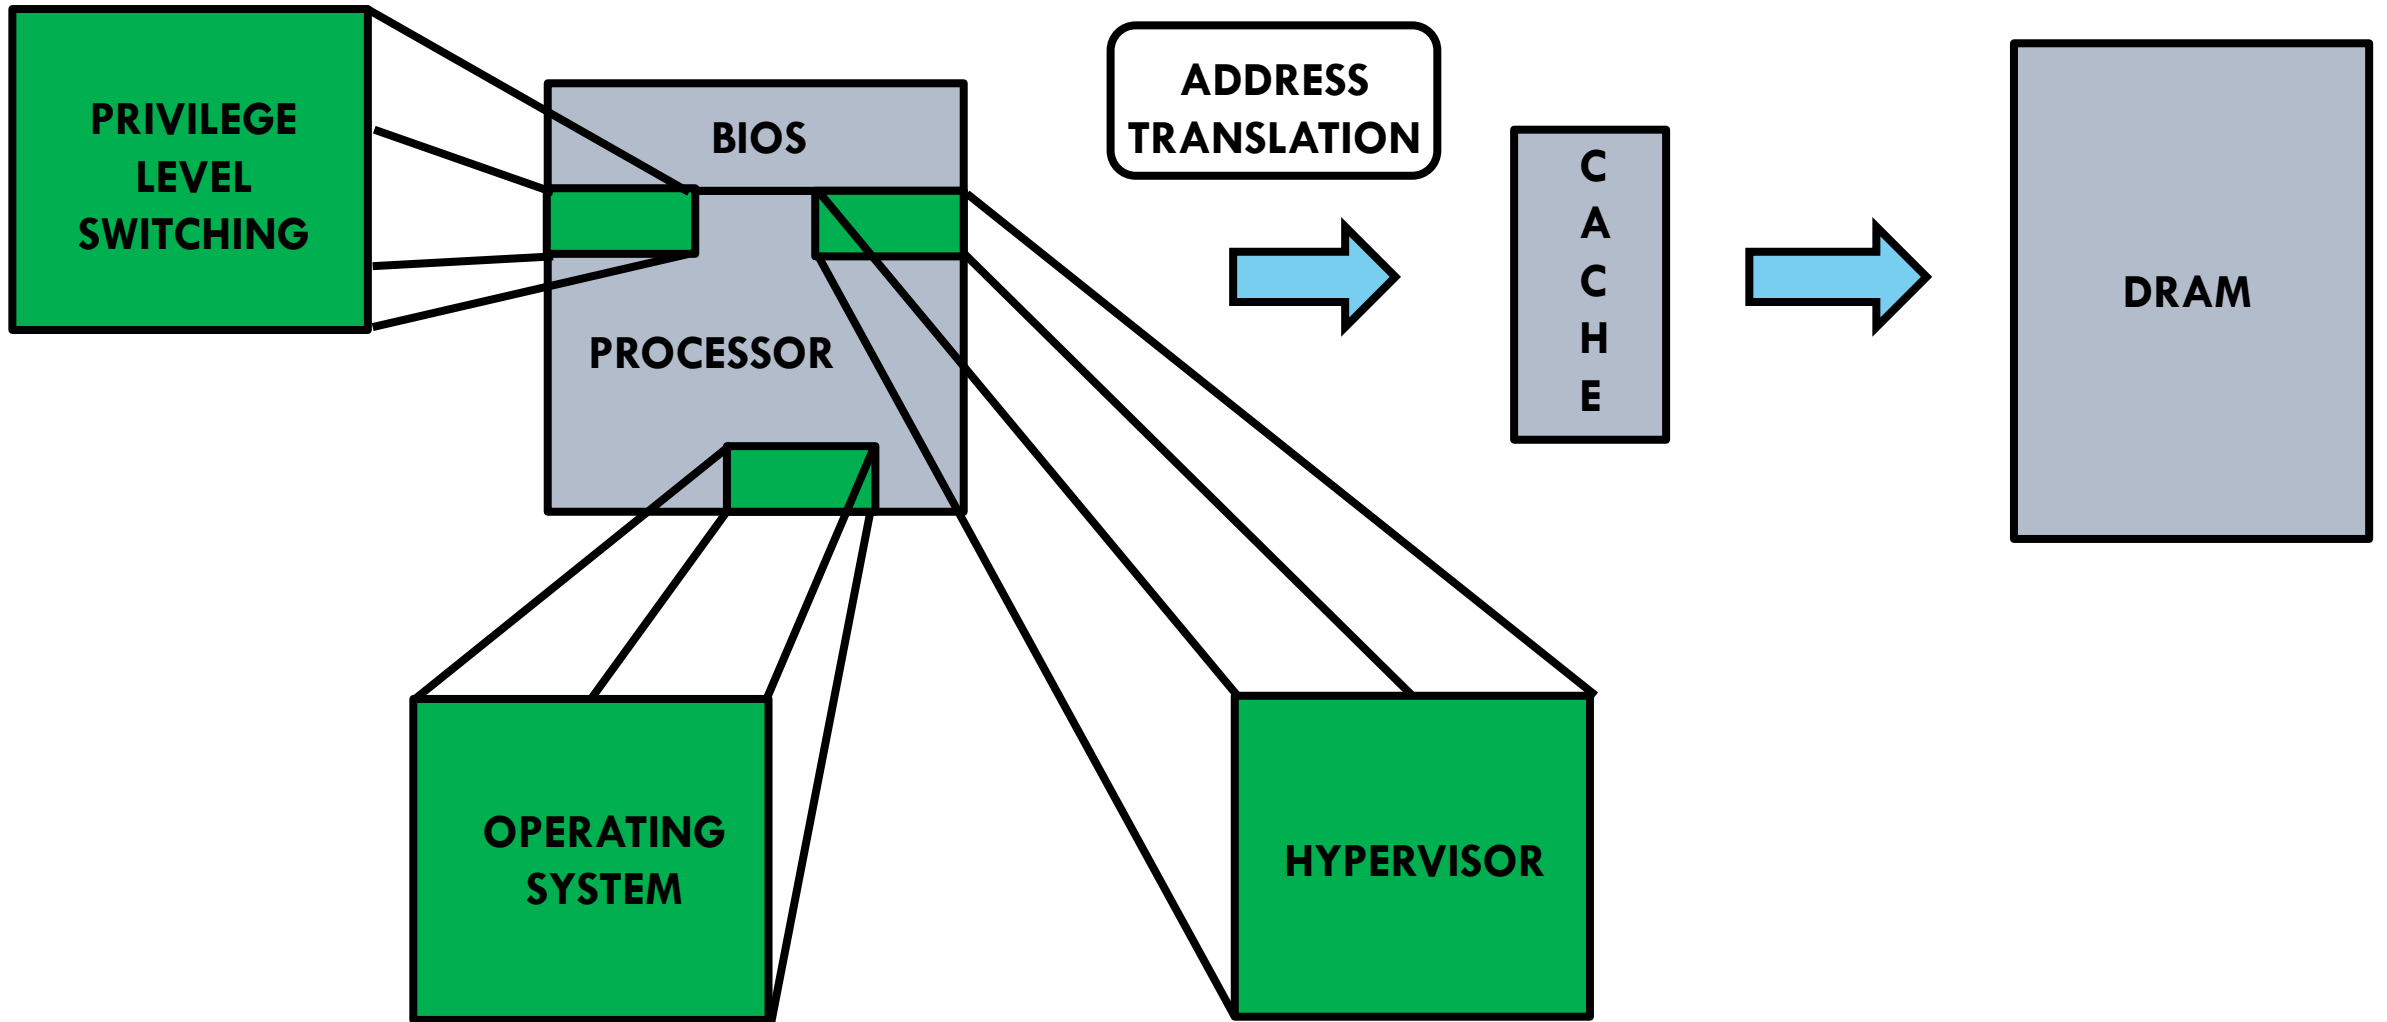 PRIVILEGE
LEVEL
SWITCHING
BIOS
PROCESSOR
ADDRESS
TRANSLATION
C
A
C
H
E
DRAM
OPERATING
SYSTEM
HYPERVISOR